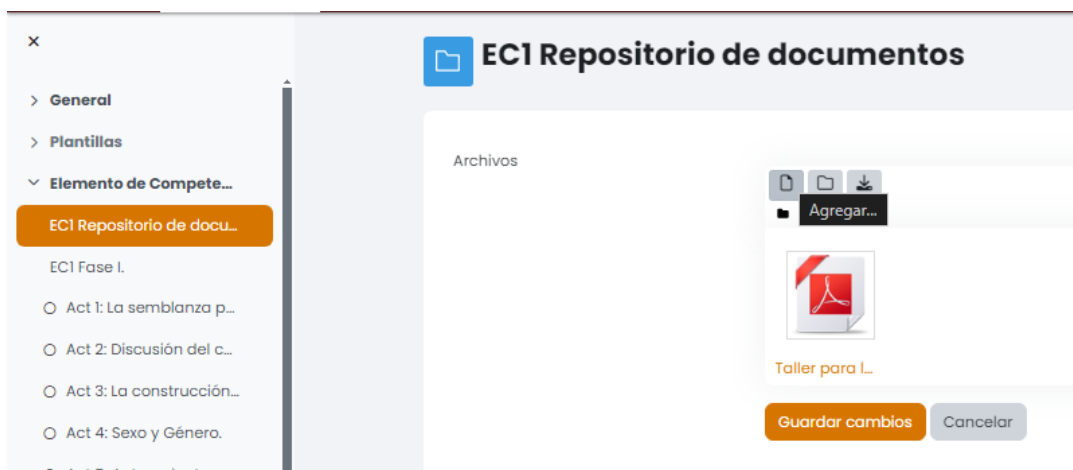 ×
General
Plantillas
Elemento de Compete...
EC1 Repositorio de docu...
EC1 Fase I.
Act 1: La semblanza p...
Act 2: Discusión del c...
Act 3: La construcción...
Act 4: Sexo y Género.
EC1 Repositorio de documentos
Archivos
Agregar...
Taller para l...
Guardar cambios
Cancelar